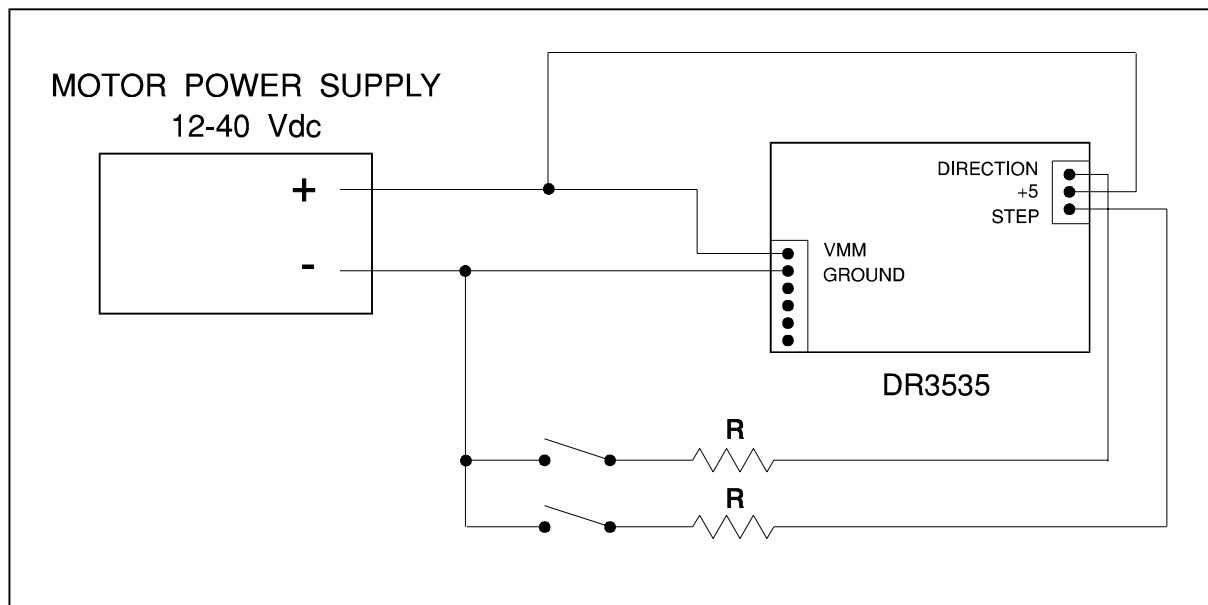 MOTOR POWER SUPPLY
12-40 Vdc
+
-
DIRECTION
+5
STEP
VMM
GROUND
DR3535
R
R